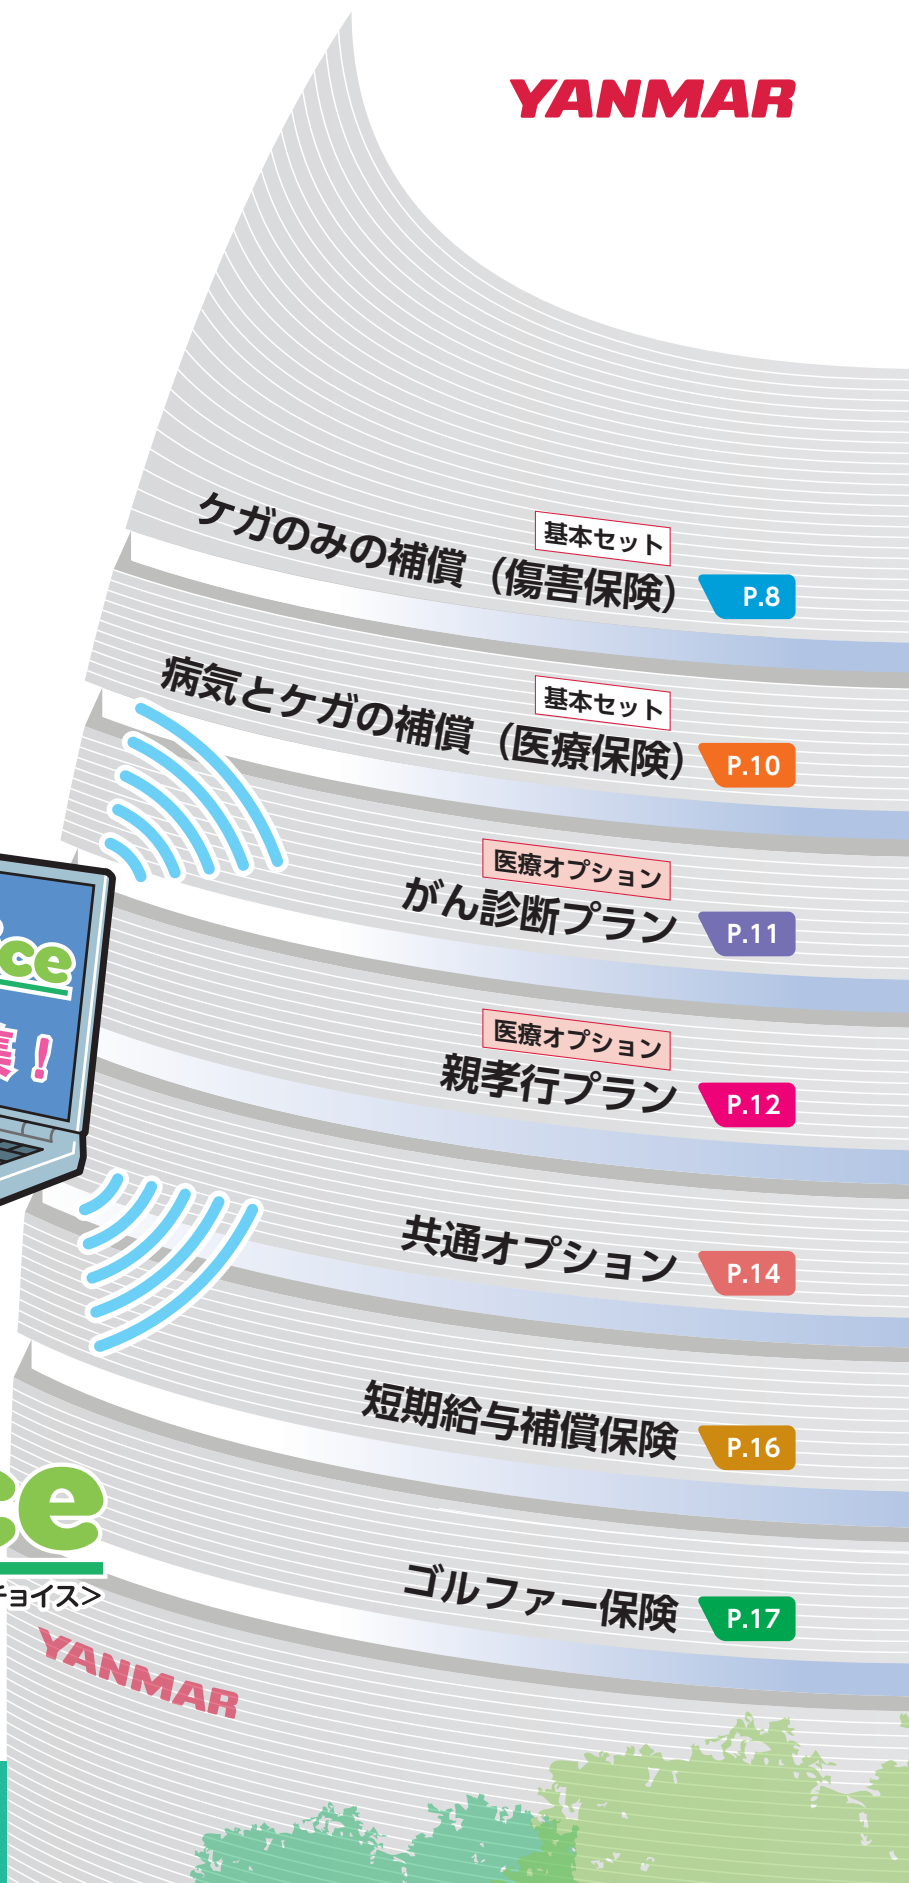 YANMAR
基本セット
ケガのみの補償（傷害保険）
P.8
基本セット
病気とケガの補償（医療保険）
P.10
医療オプション
がん診断プラン
P.11
医療オプション
親孝行プラン
P.12
ce
集！
共通オプション
P.14
短期給与補償保険
P.16
ce
チョイス＞
ゴルファー保険
P.17
YANMAR